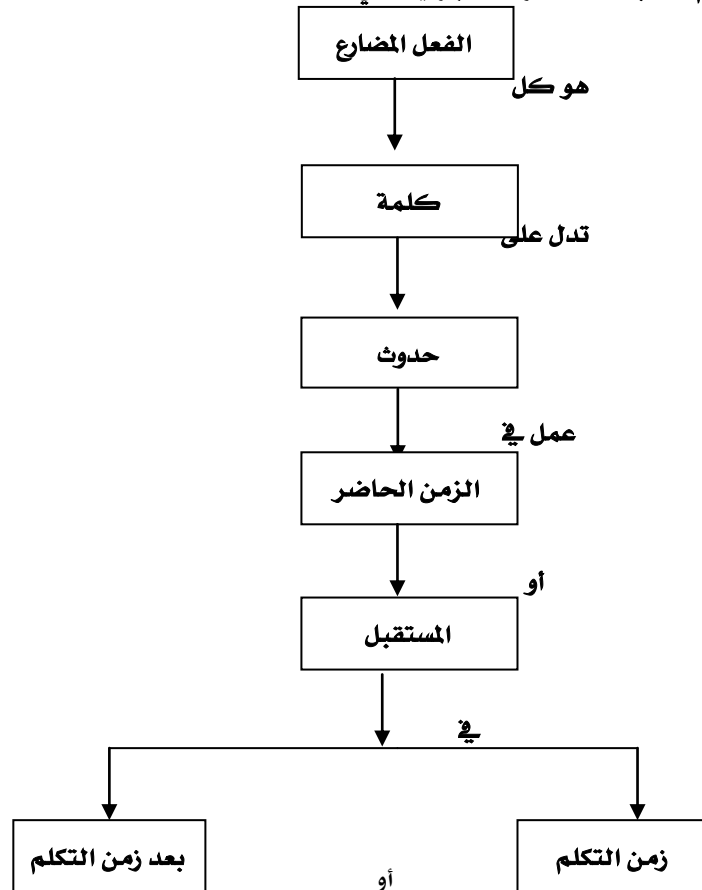 الفعل المضارع
هو كل
كلمة
تدل على
حدوث
عمل في
الزمن الحاضر
أو
المستقبل
في
زمن التكلم
أو
بعد زمن التكلم